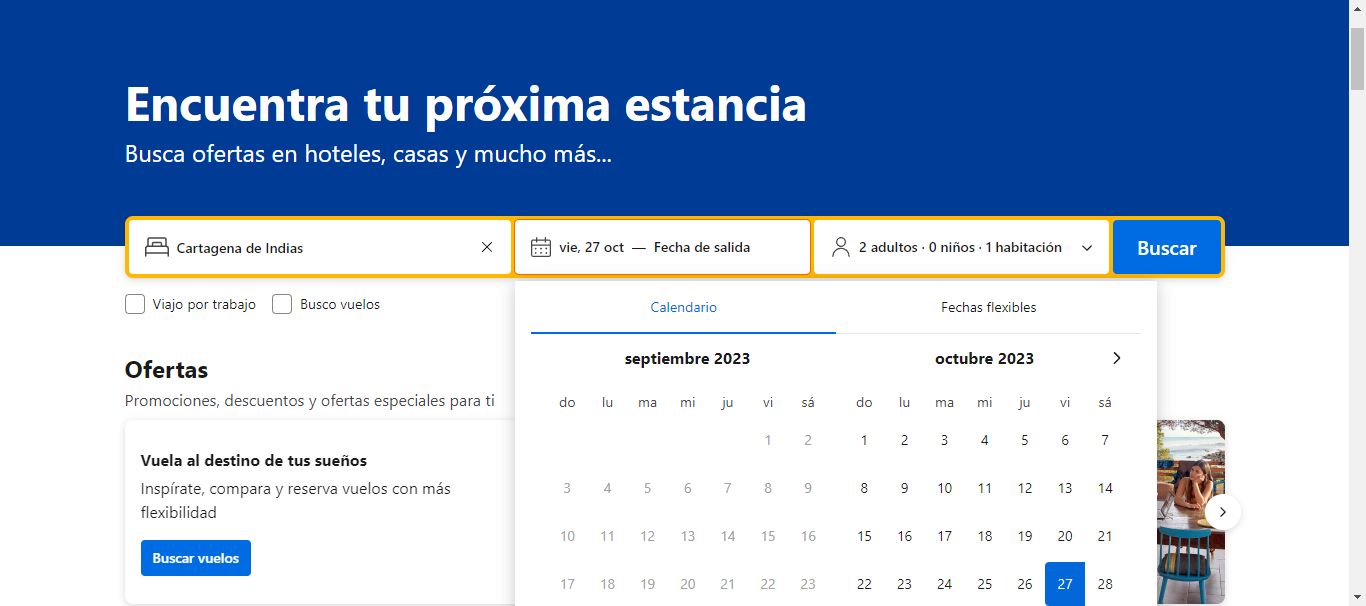 Encuentra tu próxima estancia
Busca ofertas en hoteles, casas y mucho más...
Cartagena de Indias
vie, 27 oct — Fecha de salida
2 adultos · 0 niños · 1 habitación
Buscar
Viajo por trabajo
Busco vuelos
Calendario
Fechas flexibles
septiembre 2023
do lu ma mi ju vi sá
1 2
3 4 5 6 7 8 9
10 11 12 13 14 15 16
17 18 19 20 21 22 23
octubre 2023
do lu ma mi ju vi sá
1 2 3 4 5 6 7
8 9 10 11 12 13 14
15 16 17 18 19 20 21
22 23 24 25 26 27 28
Ofertas
Promociones, descuentos y ofertas especiales para ti
Vuela al destino de tus sueños
Inspírate, compara y reserva vuelos con más
flexibilidad
Buscar vuelos